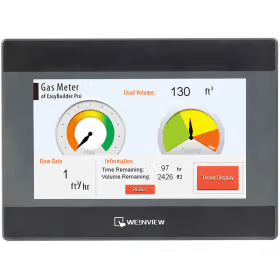 Gas Meter
of EasyBuilder Pro
Used Volume: 130 ft³
Flow Rate
1
ft³/hr
Information
Time Remaining: 97 hr
Volume Remaining: 2426 ft3
RESET
Trend Display
WEINVIEW